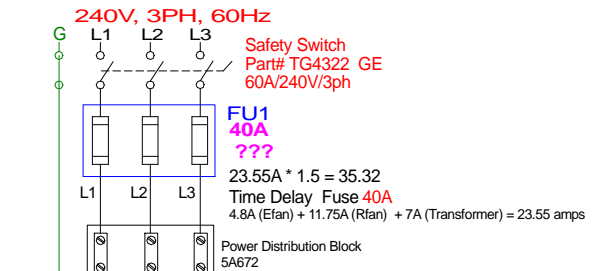 240V, 3PH, 60Hz
G L1 L2 L3
Safety Switch
Part# TG4322 GE
60A/240V/3ph
FU1
40A
???
23.55A * 1.5 = 35.32
L1 L2 L3
Time Delay Fuse 40A
4.8A (Efan) + 11.75A (Rfan) + 7A (Transformer) = 23.55 amps
Power Distribution Block
5A672